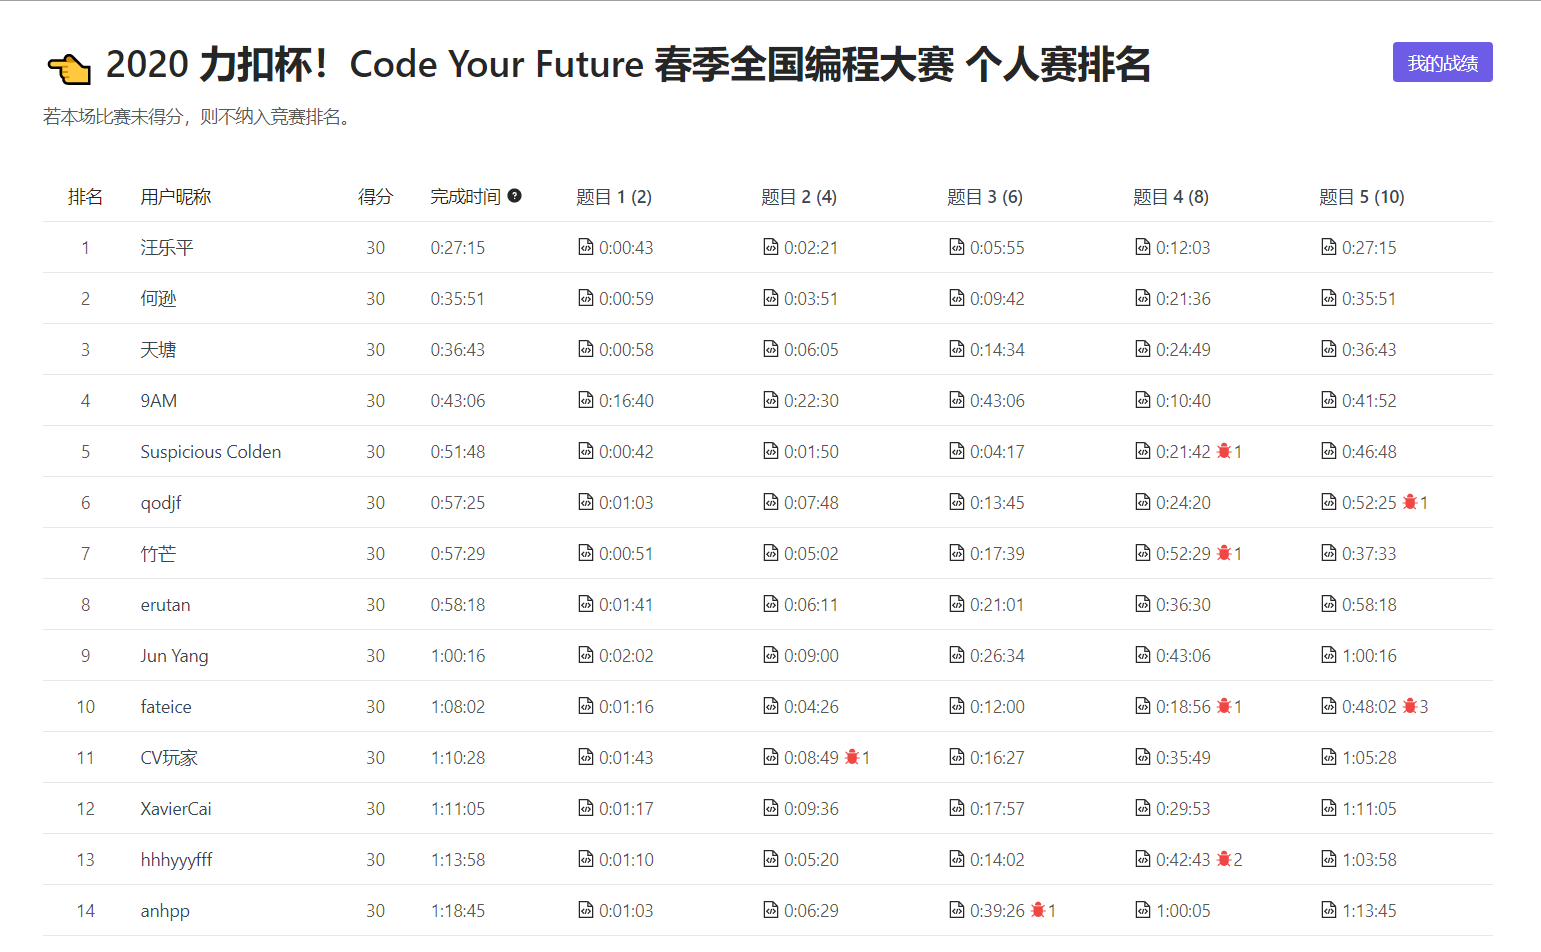 2020 力扣杯！Code Your Future 春季全国编程大赛 个人赛排名
我的战绩
若本场比赛未得分，则不纳入竞赛排名。
排名 用户昵称 得分 完成时间 ? 题目 1 (2) 题目 2 (4) 题目 3 (6) 题目 4 (8) 题目 5 (10)
1 汪乐平 30 0:27:15 0:00:43 0:02:21 0:05:55 0:12:03 0:27:15
2 何逊 30 0:35:51 0:00:59 0:03:51 0:09:42 0:21:36 0:35:51
3 天塘 30 0:36:43 0:00:58 0:06:05 0:14:34 0:24:49 0:36:43
4 9AM 30 0:43:06 0:16:40 0:22:30 0:43:06 0:10:40 0:41:52
5 Suspicious Colden 30 0:51:48 0:00:42 0:01:50 0:04:17 0:21:42 1 0:46:48
6 qodjf 30 0:57:25 0:01:03 0:07:48 0:13:45 0:24:20 0:52:25 1
7 竹芒 30 0:57:29 0:00:51 0:05:02 0:17:39 0:52:29 1 0:37:33
8 erutan 30 0:58:18 0:01:41 0:06:11 0:21:01 0:36:30 0:58:18
9 Jun Yang 30 1:00:16 0:02:02 0:09:00 0:26:34 0:43:06 1:00:16
10 fateice 30 1:08:02 0:01:16 0:04:26 0:12:00 0:18:56 1 0:48:02 3
11 CV玩家 30 1:10:28 0:01:43 0:08:49 1 0:16:27 0:35:49 1:05:28
12 XavierCai 30 1:11:05 0:01:17 0:09:36 0:17:57 0:29:53 1:11:05
13 hhhyyyfff 30 1:13:58 0:01:10 0:05:20 0:14:02 0:42:43 2 1:03:58
14 anhpp 30 1:18:45 0:01:03 0:06:29 0:39:26 1 1:00:05 1:13:45